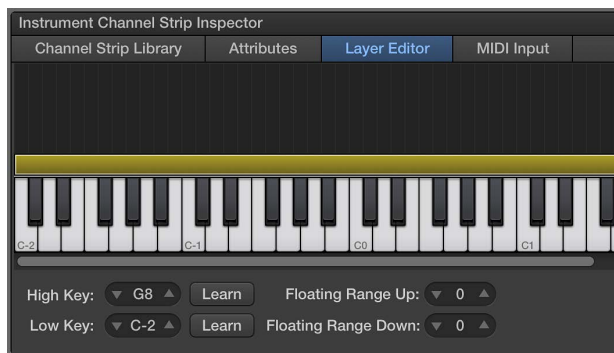 Instrument Channel Strip Inspector
Channel Strip Library Attributes Layer Editor MIDI Input
C-2 C-1 C0 C1
High Key: G8 Learn Floating Range Up: 0
Low Key: C-2 Learn Floating Range Down: 0